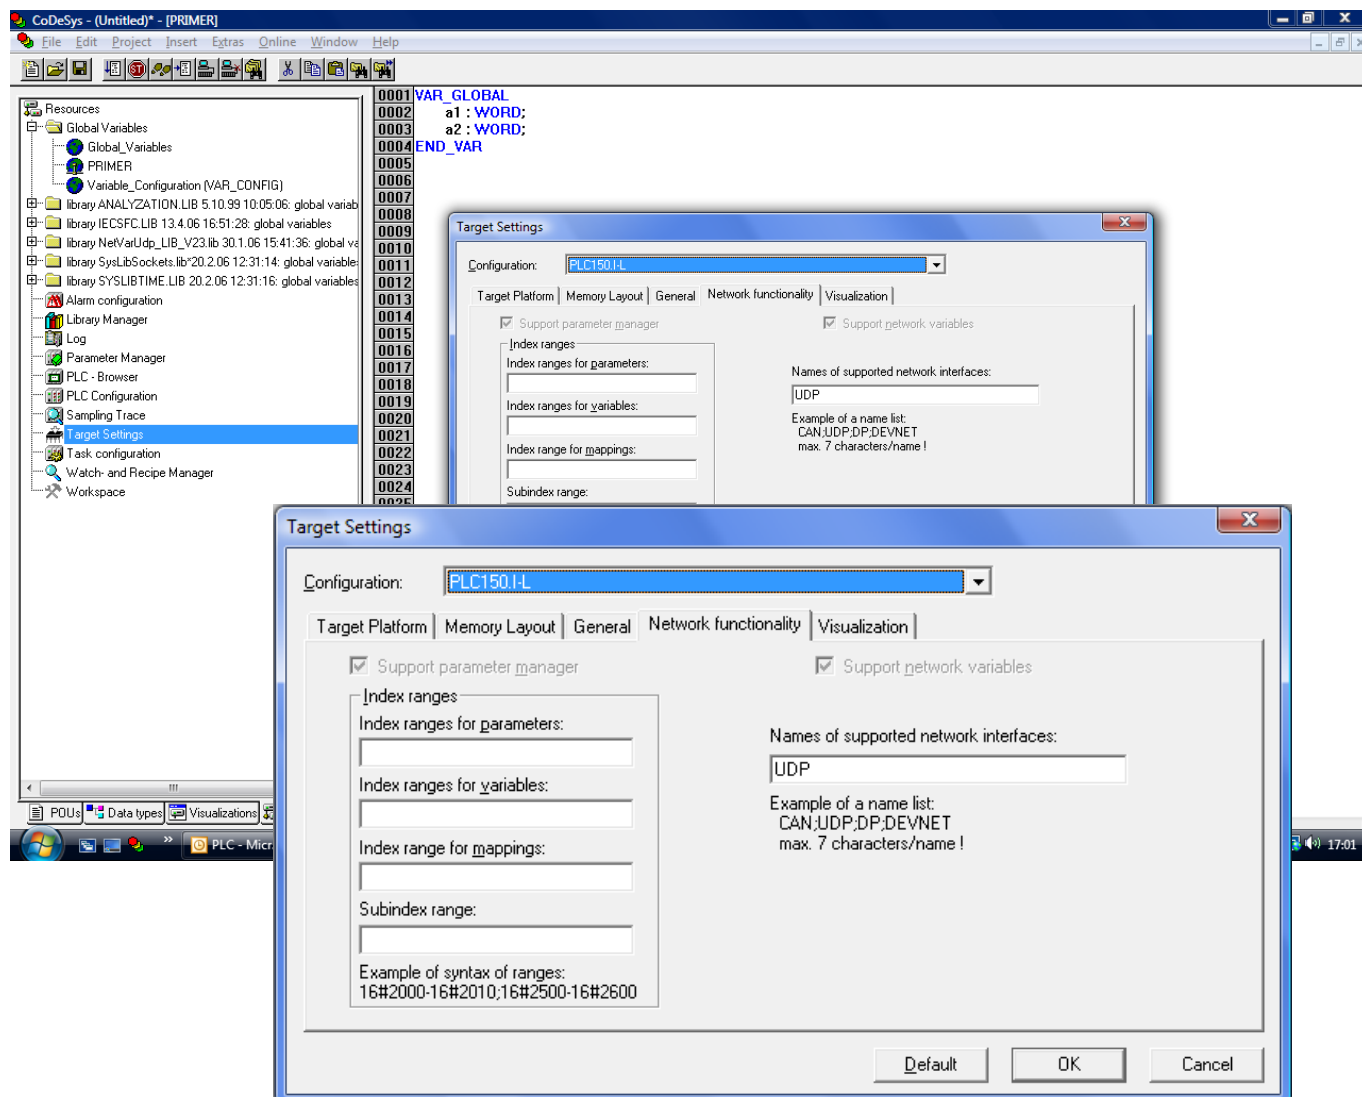 CoDeSys - (Untitled)* - [PRIMER]
File Edit Project Insert Extras Online Window Help
Resources
Global Variables
Global_Variables
PRIMER
Variable_Configuration (VAR_CONFIG)
library ANALYZATION.LIB 5.10.99 10:05:06: global variab
library IECSFC.LIB 13.4.06 16:51:28: global variables
library NetVarUdp_LIB_V23.lib 30.1.06 15:41:36: global va
library SysLibSockets.lib*20.2.06 12:31:14: global variable
library SYSLIBTIME.LIB 20.2.06 12:31:16: global variables
Alarm configuration
Library Manager
Log
Parameter Manager
PLC - Browser
PLC Configuration
Sampling Trace
Target Settings
Task configuration
Watch- and Recipe Manager
Workspace
POUs Data types Visualizations
0001 VAR_GLOBAL
0002 a1 : WORD;
0003 a2 : WORD;
0004 END_VAR
0005
0006
0007
0008
0009
0010
0011
0012
0013
0014
0015
0016
0017
0018
0019
0020
0021
0022
0023
0024
0025
Target Settings
Configuration: PLC150.I-L
Target Platform Memory Layout General Network functionality Visualization
Support parameter manager
Index ranges
Index ranges for parameters:
Index ranges for variables:
Index range for mappings:
Subindex range:
Support network variables
Names of supported network interfaces:
UDP
Example of a name list:
CAN;UDP;DP;DEVNET
max. 7 characters/name !
Target Settings
Configuration: PLC150.I-L
Target Platform Memory Layout General Network functionality Visualization
Support parameter manager
Index ranges
Index ranges for parameters:
Index ranges for variables:
Index range for mappings:
Subindex range:
Example of syntax of ranges:
16#2000-16#2010;16#2500-16#2600
Support network variables
Names of supported network interfaces:
UDP
Example of a name list:
CAN;UDP;DP;DEVNET
max. 7 characters/name !
Default OK Cancel
PLC - Micr
17:01